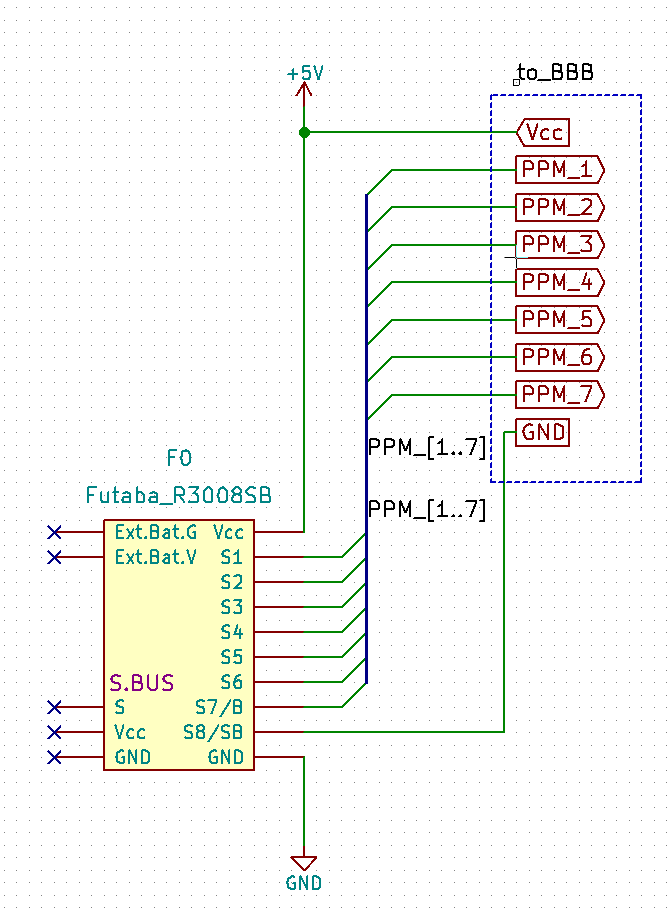 +5V
to_BBB
Vcc
PPM_1
PPM_2
PPM_3
PPM_4
PPM_5
PPM_6
PPM_7
GND
PPM_[1..7]
PPM_[1..7]
F0
Futaba_R3008SB
Ext.Bat.G Vcc
Ext.Bat.V S1
S2
S3
S4
S5
S6
S.BUS
S S7/B
Vcc S8/SB
GND GND
GND